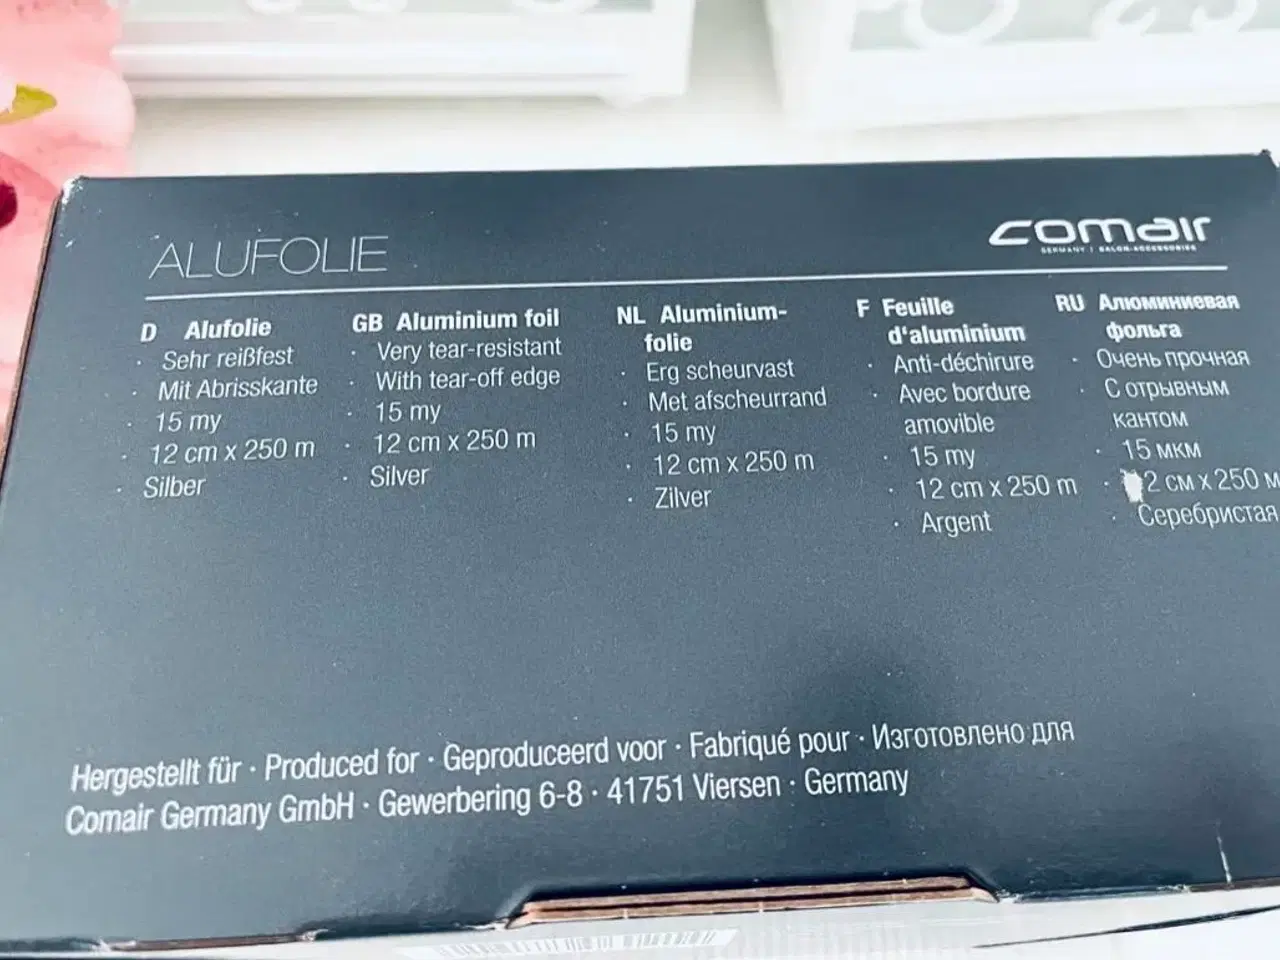 ALUFOLIE
comair
GERMANY | SALON-ACCESSORIES
D Alufolie
· Sehr reißfest
· Mit Abrisskante
· 15 my
· 12 cm x 250 m
· Silber
GB Aluminium foil
· Very tear-resistant
· With tear-off edge
· 15 my
· 12 cm x 250 m
· Silver
NL Aluminium-
folie
· Erg scheurvast
· Met afscheurrand
· 15 my
· 12 cm x 250 m
· Zilver
F Feuille
d'aluminium
· Anti-déchirure
· Avec bordure
amovible
· 15 my
· 12 cm x 250 m
· Argent
RU Алюминиевая
фольга
· Очень прочная
· С отрывным
кантом
· 15 мкм
· 2 см x 250 м
· Серебристая
Hergestellt für · Produced for · Geproduceerd voor · Fabriqué pour · Изготовлено для
Comair Germany GmbH · Gewerbering 6-8 · 41751 Viersen · Germany